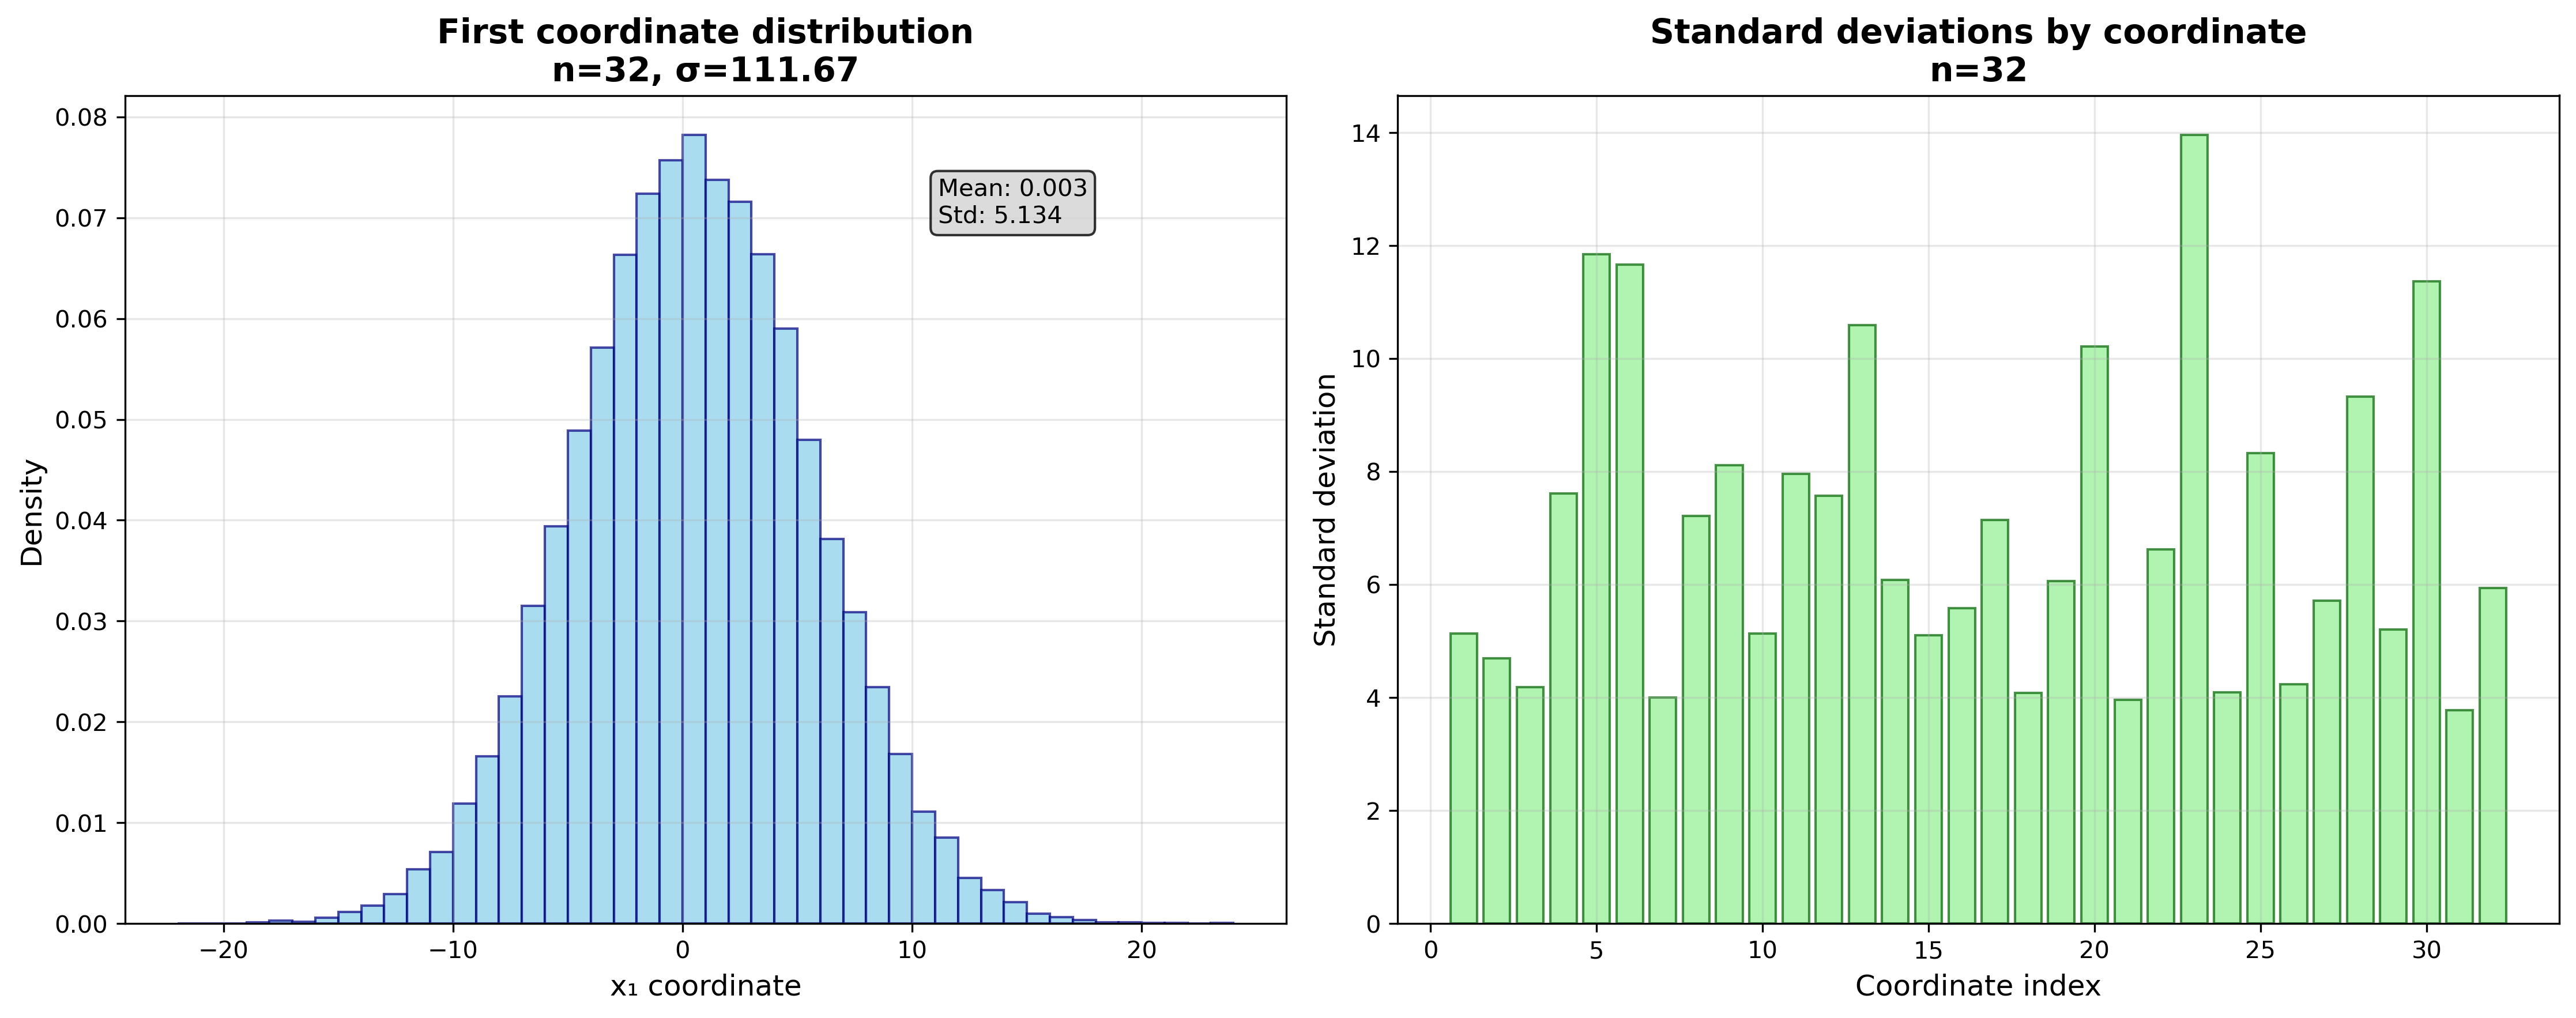 First coordinate distribution
n=32, σ=111.67
0.08
0.07
0.06
0.05
0.04
0.03
0.02
0.01
0.00
Density
Mean: 0.003
Std: 5.134
−20
−10
0
10
20
x₁ coordinate
Standard deviations by coordinate
n=32
14
12
10
8
6
4
2
0
Standard deviation
0
5
10
15
20
25
30
Coordinate index